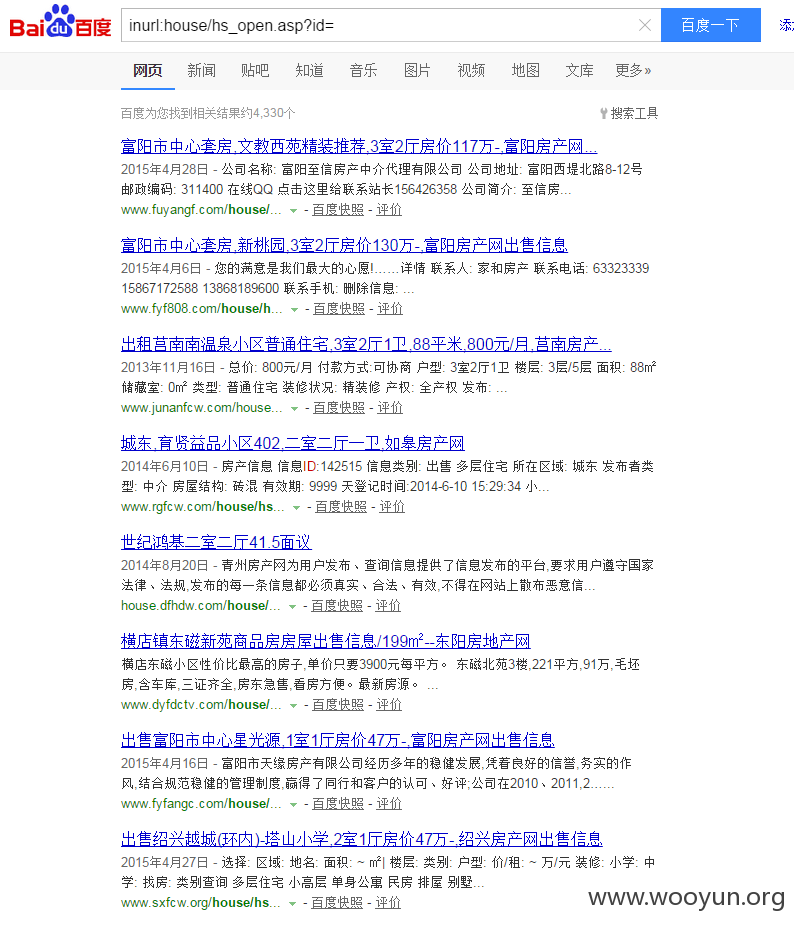 Bai du 百度 inurl:house/hs_open.asp?id= 百度一下
网页 新闻 贴吧 知道 音乐 图片 视频 地图 文库 更多»
百度为您找到相关结果约4,330个 搜索工具
富阳市中心套房,文教西苑精装推荐,3室2厅房价117万-,富阳房产网...
2015年4月28日 - 公司名称: 富阳至信房产中介代理有限公司 公司地址: 富阳西堤北路8-12号
邮政编码: 311400 在线QQ 点击这里给联系站长156426358 公司简介: 至信房...
www.fuyangf.com/house/... - 百度快照 - 评价
富阳市中心套房,新桃园,3室2厅房价130万-,富阳房产网出售信息
2015年4月6日 - 您的满意是我们最大的心愿!……详情 联系人: 家和房产 联系电话: 63323339
15867172588 13868189600 联系手机: 删除信息: ...
www.fyf808.com/house/h... - 百度快照 - 评价
出租莒南南温泉小区普通住宅,3室2厅1卫,88平米,800元/月,莒南房产...
2013年11月16日 - 总价: 800元/月 付款方式:可协商 户型: 3室2厅1卫 楼层: 3层/5层 面积: 88㎡
储藏室: 0㎡ 类型: 普通住宅 装修状况: 精装修 产权: 全产权 发布: ...
www.junanfcw.com/house... - 百度快照 - 评价
城东,育贤益品小区402,二室二厅一卫,如皋房产网
2014年6月10日 - 房产信息 信息ID:142515 信息类别: 出售 多层住宅 所在区域: 城东 发布者类
型: 中介 房屋结构: 砖混 有效期: 9999 天登记时间:2014-6-10 15:29:34 小...
www.rgfcw.com/house/hs... - 百度快照 - 评价
世纪鸿基二室二厅41.5面议
2014年8月20日 - 青州房产网为用户发布、查询信息提供了信息发布的平台,要求用户遵守国家
法律、法规,发布的每一条信息都必须真实、合法、有效,不得在网站上散布恶意信...
house.dfhdw.com/house/... - 百度快照 - 评价
横店镇东磁新苑商品房房屋出售信息/199㎡--东阳房地产网
横店东磁小区性价比最高的房子,单价只要3900元每平方。 东磁北苑3楼,221平方,91万,毛坯
房,含车库,三证齐全,房东急售,看房方便。最新房源。 ...
www.dyfdctv.com/house/... - 百度快照 - 评价
出售富阳市中心星光源,1室1厅房价47万-,富阳房产网出售信息
2015年4月16日 - 富阳市天缘房产有限公司经历多年的稳健发展,凭着良好的信誉,务实的作
风,结合规范稳健的管理制度,赢得了同行和客户的认可、好评;公司在2010、2011,2......
www.fyfangc.com/house/... - 百度快照 - 评价
出售绍兴越城(环内)-塔山小学,2室1厅房价47万-,绍兴房产网出售信息
2015年4月27日 - 选择: 区域: 地名: 面积: ~ ㎡| 楼层: 类别: 户型: 价/租: ~ 万/元 装修: 小学: 中
学: 找房: 类别查询 多层住宅 小高层 单身公寓 民房 排屋 别墅...
www.sxfcw.org/house/hs... - 百度快照 - 评价
www.wooyun.org